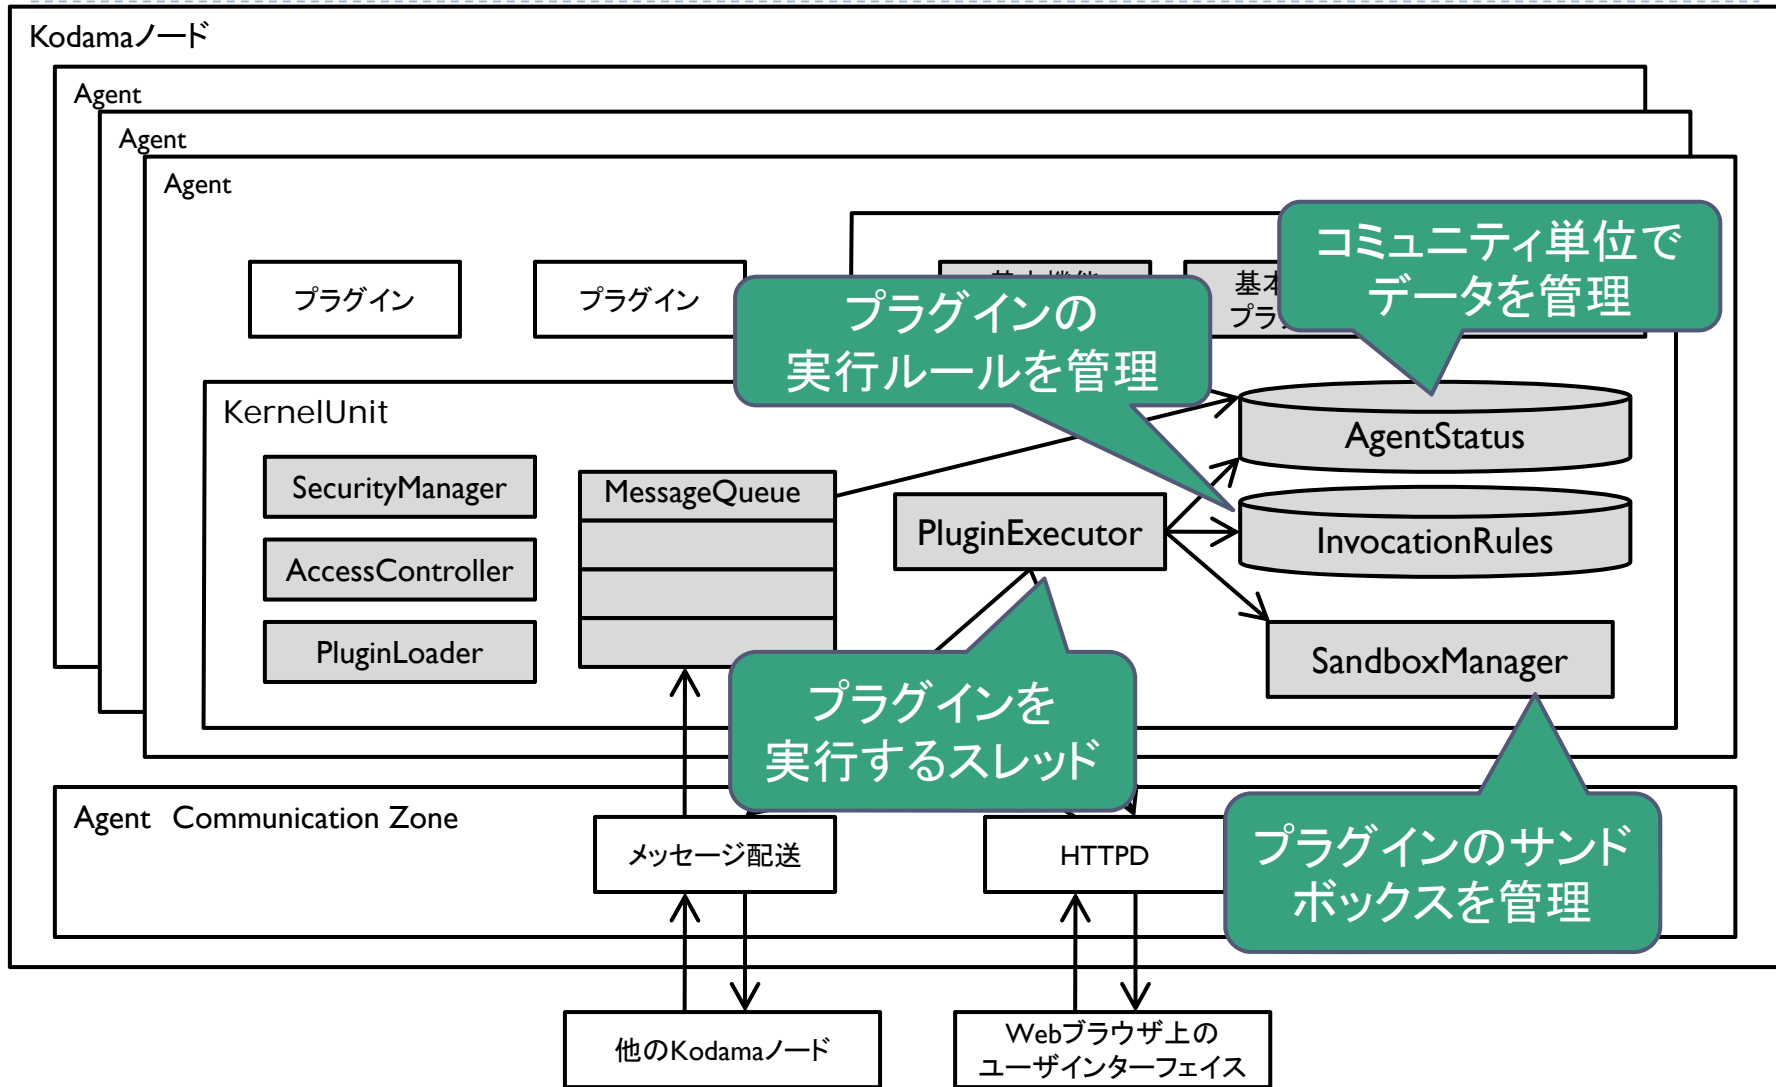 Kodamaノード
Agent
Agent
Agent
コミュニティ単位で
データを管理
プラグイン
プラグイン
プラグインの
実行ルールを管理
KernelUnit
AgentStatus
SecurityManager
MessageQueue
AccessController
PluginExecutor
InvocationRules
PluginLoader
SandboxManager
プラグインを
実行するスレッド
Agent Communication Zone
メッセージ配送
HTTPD
プラグインのサンド
ボックスを管理
他のKodamaノード
Webブラウザ上の
ユーザインターフェイス